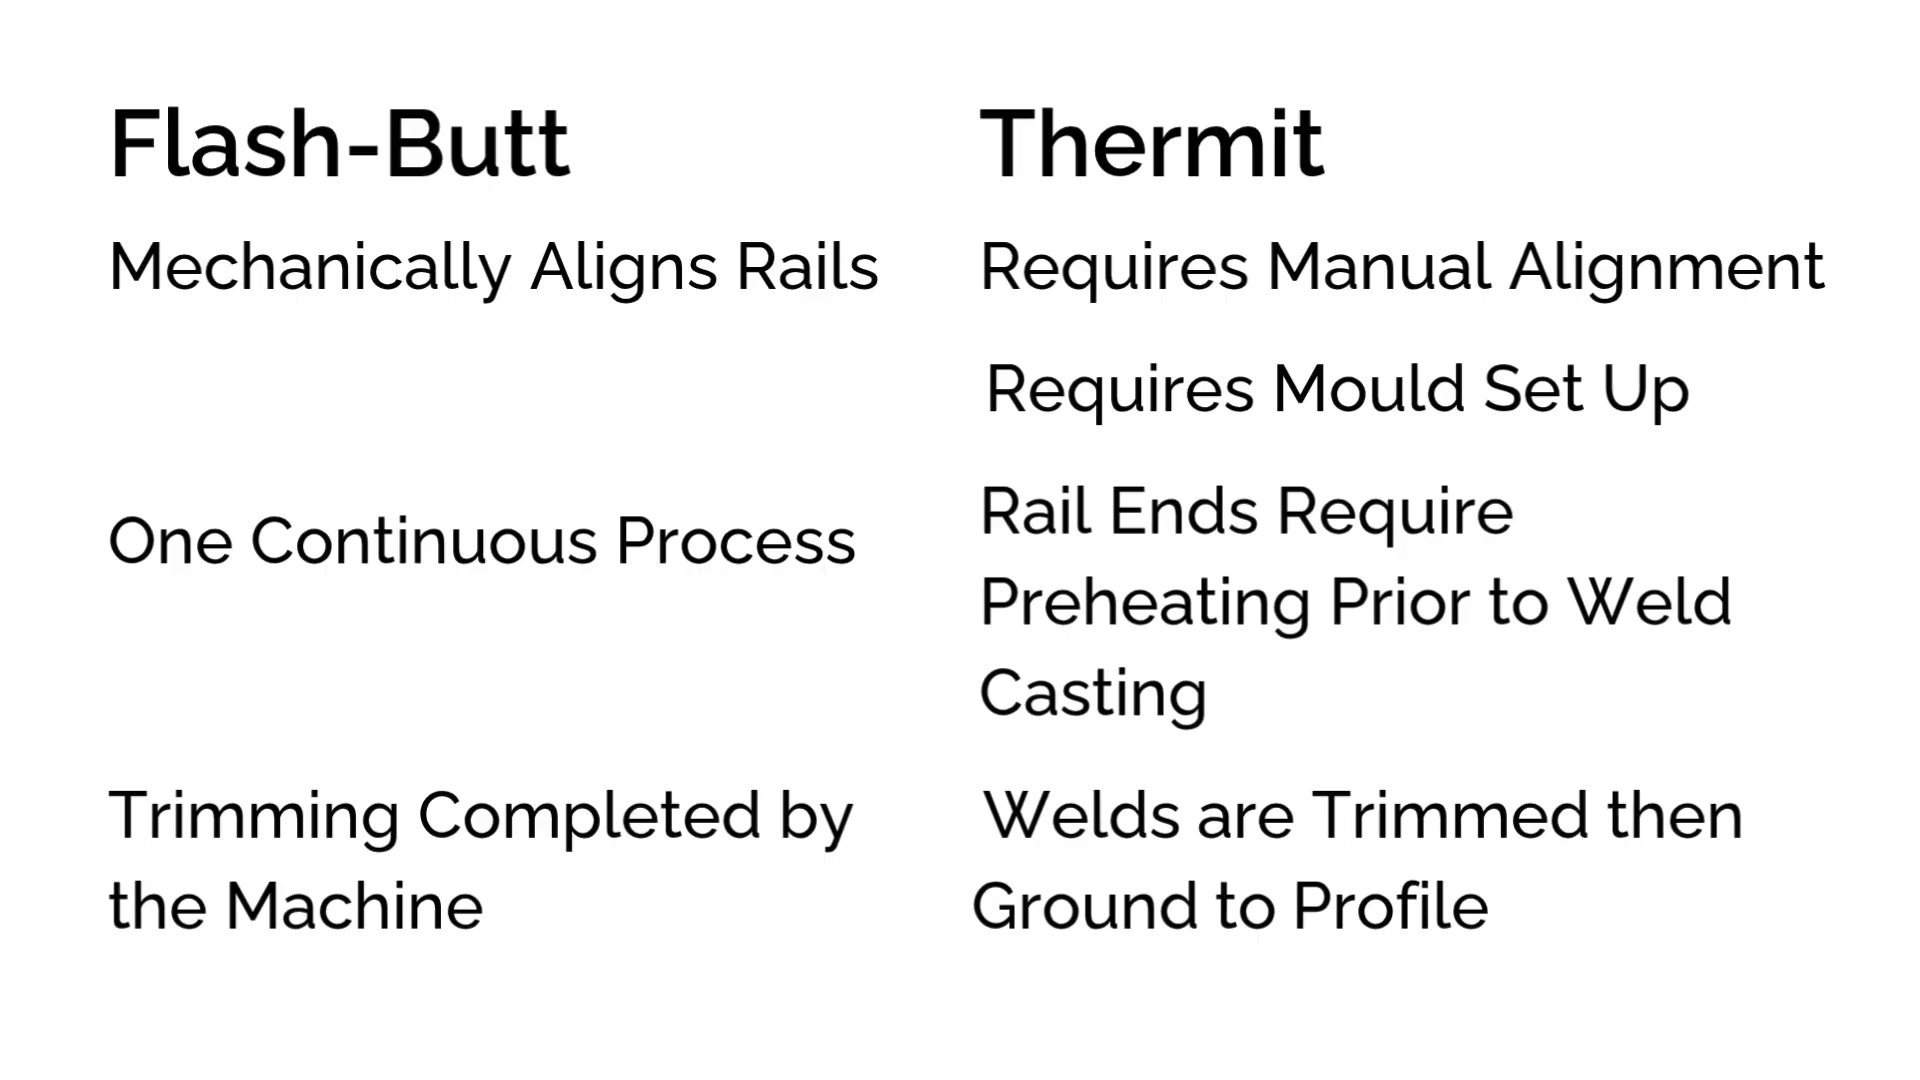 Flash-Butt
Mechanically Aligns Rails
One Continuous Process
Trimming Completed by
the Machine
Thermit
Requires Manual Alignment
Requires Mould Set Up
Rail Ends Require
Preheating Prior to Weld
Casting
Welds are Trimmed then
Ground to Profile